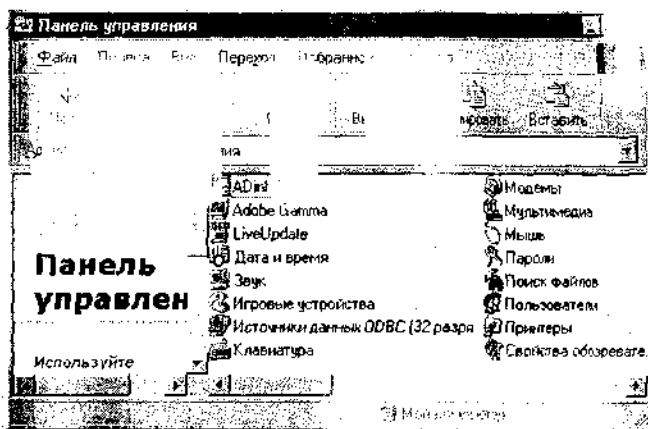 Панель управления
Файл Переход
Вставить
ADinf
Adobe Gamma
LiveUpdate
Дата и время
Звук
Игровые устройства
Источники данных ODBC (32 разря
Клавиатура
Модемы
Мультимедиа
Мышь
Пароли
Поиск файлов
Пользователи
Принтеры
Свойства обозревате.
Панель
управлен
Используйте